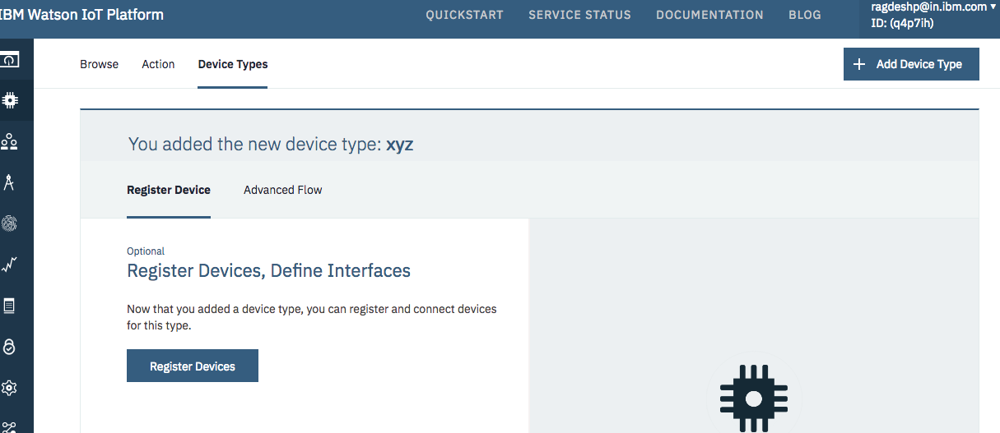 IBM Watson IoT Platform
QUICKSTART SERVICE STATUS DOCUMENTATION BLOG
ragdeshp@in.ibm.com
ID: (q4p7ih)
Browse Action Device Types
Add Device Type
You added the new device type: xyz
Register Device Advanced Flow
Optional
Register Devices, Define Interfaces
Now that you added a device type, you can register and connect devices
for this type.
Register Devices